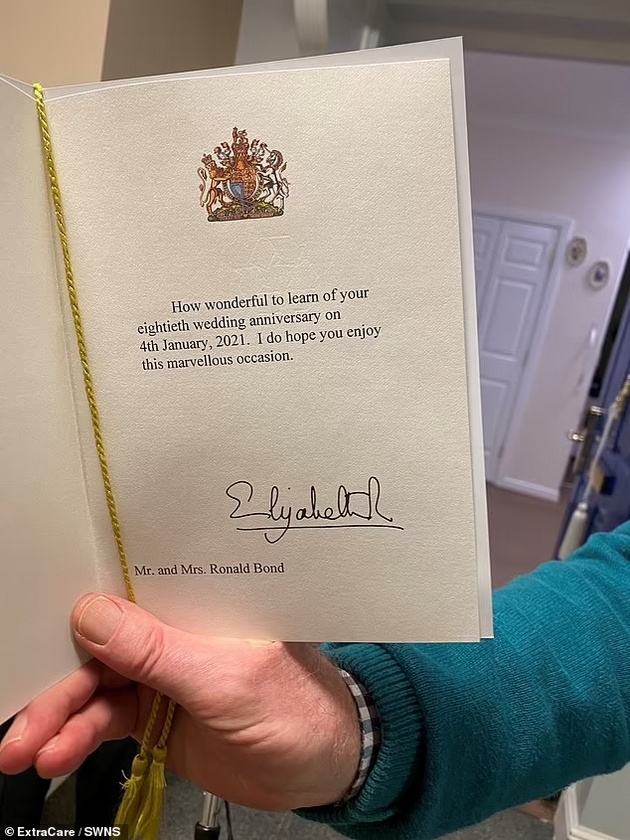 How wonderful to learn of your
eightieth wedding anniversary on
4th January, 2021. I do hope you enjoy
this marvellous occasion.
Elizabeth R
Mr. and Mrs. Ronald Bond
© ExtraCare / SWNS